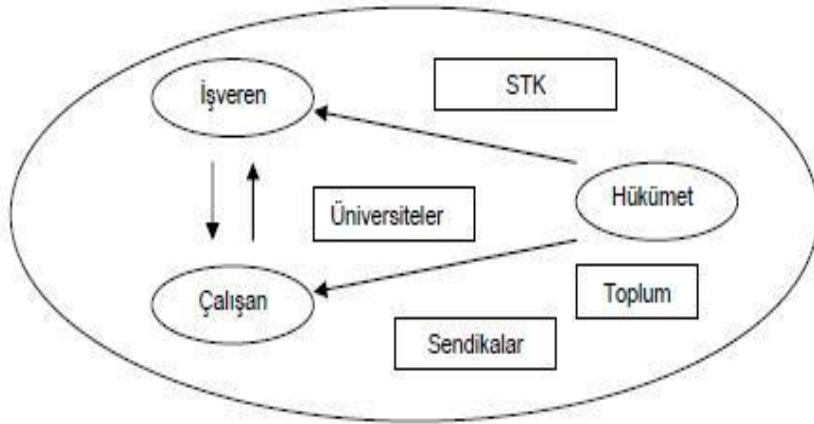 İşveren
STK
Hükümet
Üniversiteler
Çalışan
Toplum
Sendikalar